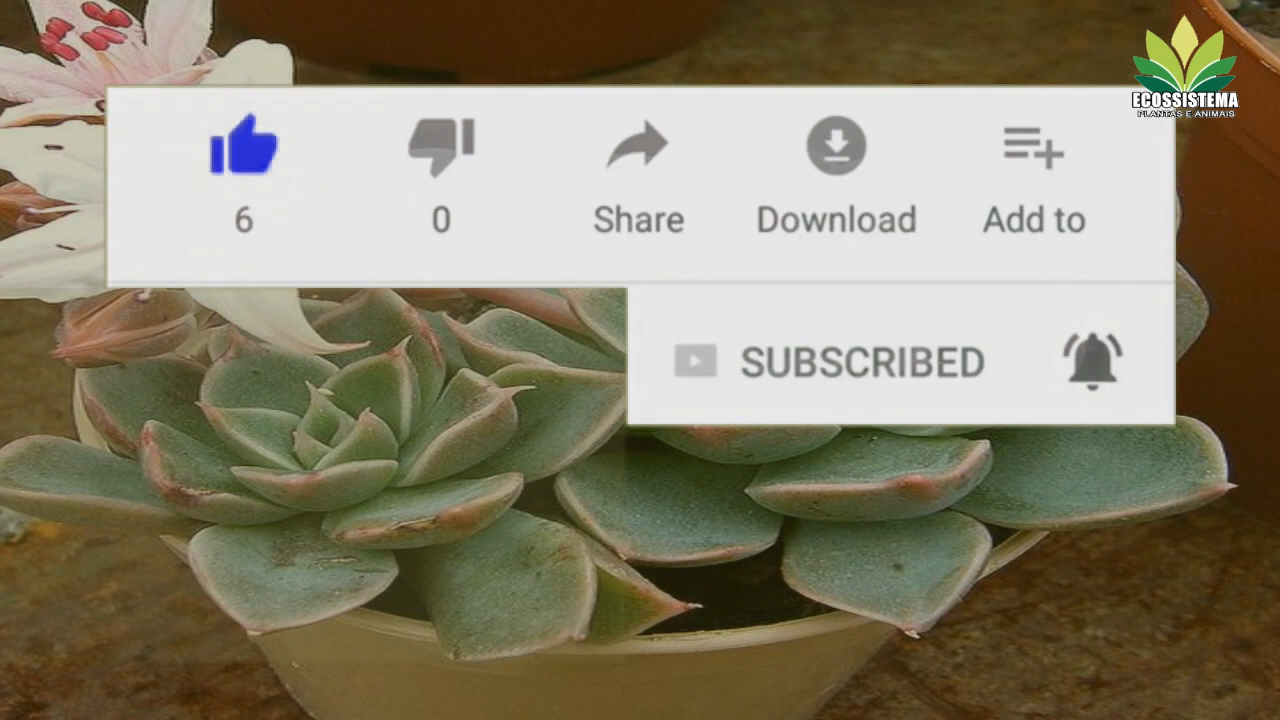 ECOSSISTEMA
PLANTAS E ANIMAIS
6 0 Share Download Add to
SUBSCRIBED